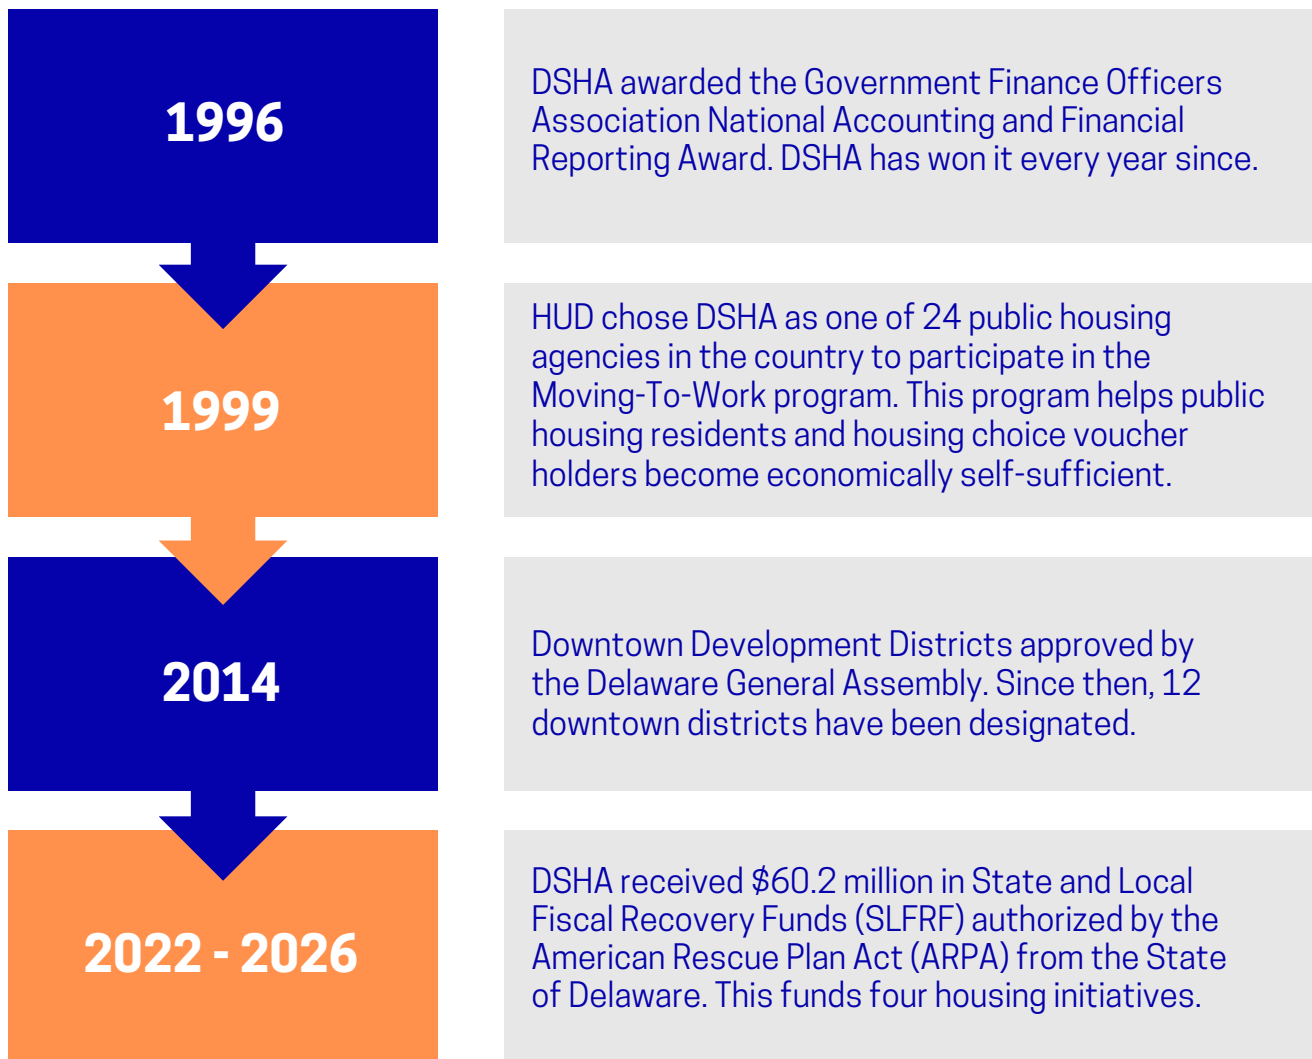 1996
DSHA awarded the Government Finance Officers
Association National Accounting and Financial
Reporting Award. DSHA has won it every year since.
1999
HUD chose DSHA as one of 24 public housing
agencies in the country to participate in the
Moving-To-Work program. This program helps public
housing residents and housing choice voucher
holders become economically self-sufficient.
2014
Downtown Development Districts approved by
the Delaware General Assembly. Since then, 12
downtown districts have been designated.
2022 - 2026
DSHA received $60.2 million in State and Local
Fiscal Recovery Funds (SLFRF) authorized by the
American Rescue Plan Act (ARPA) from the State
of Delaware. This funds four housing initiatives.